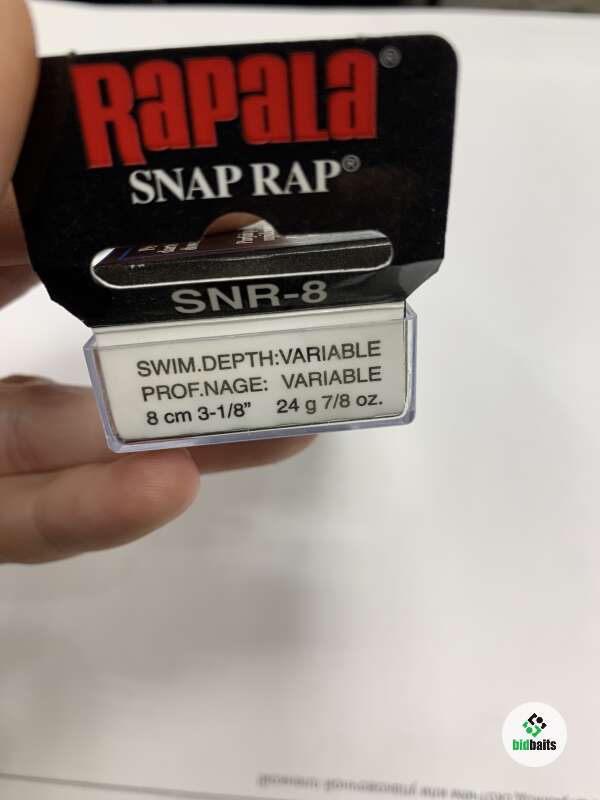 RAPALA®
SNAP RAP®
SNR-8
SWIM.DEPTH:VARIABLE
PROF.NAGE: VARIABLE
8 cm 3-1/8" 24 g 7/8 oz.
bidbaits